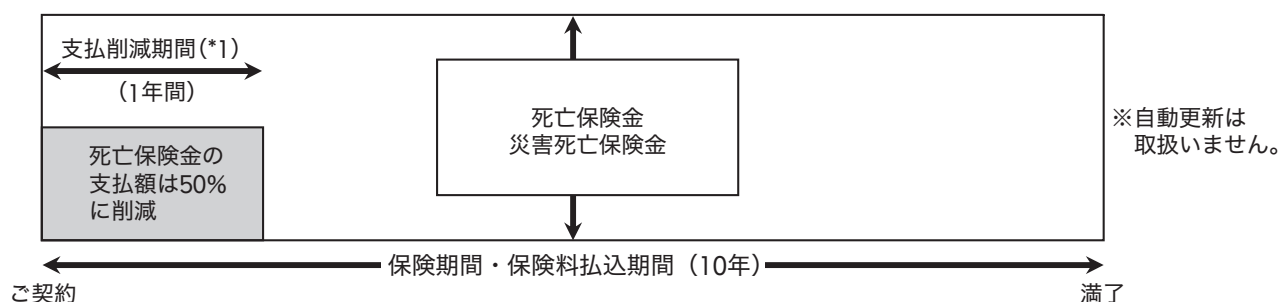 支払削減期間(*1)
(1年間)
死亡保険金の
支払額は50%
に削減
死亡保険金
災害死亡保険金
※自動更新は
取扱いません。
保険期間・保険料払込期間（10年）
ご契約
満了